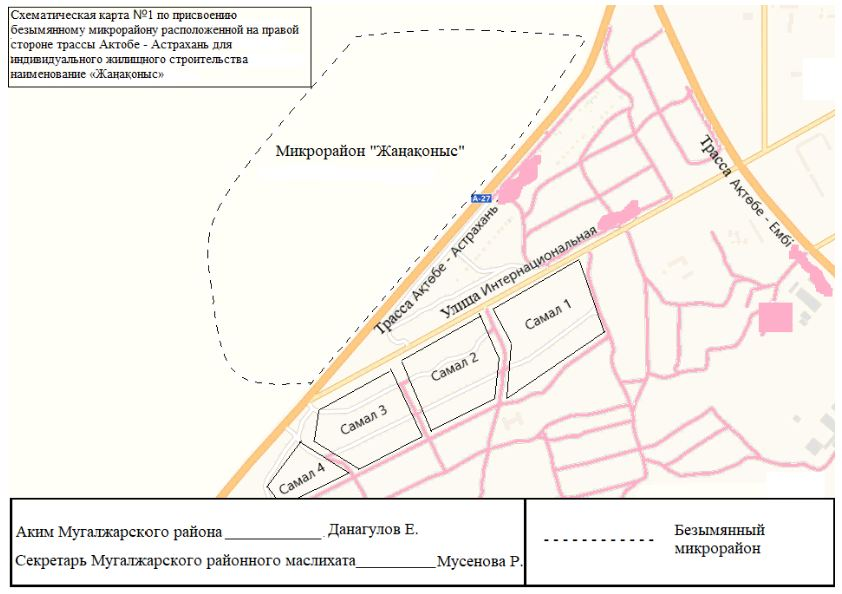 Схематическая карта №1 по присвоению
безымянному микрорайону расположенной на правой
стороне трассы Актобе - Астрахань для
индивидуального жилищного строительства
наименование «Жаңақоныс»
Микрорайон "Жаңақоныс"
Трасса Ақтөбе - Ембі
А-27
Трасса Ақтөбе - Астрахань
Улица Интернациональная
Самал 1
Самал 2
Самал 3
Самал 4
Аким Мугалжарского района ____________ Данагулов Е.
Секретарь Мугалжарского районного маслихата__________ Мусенова Р.
Безымянный
микрорайон